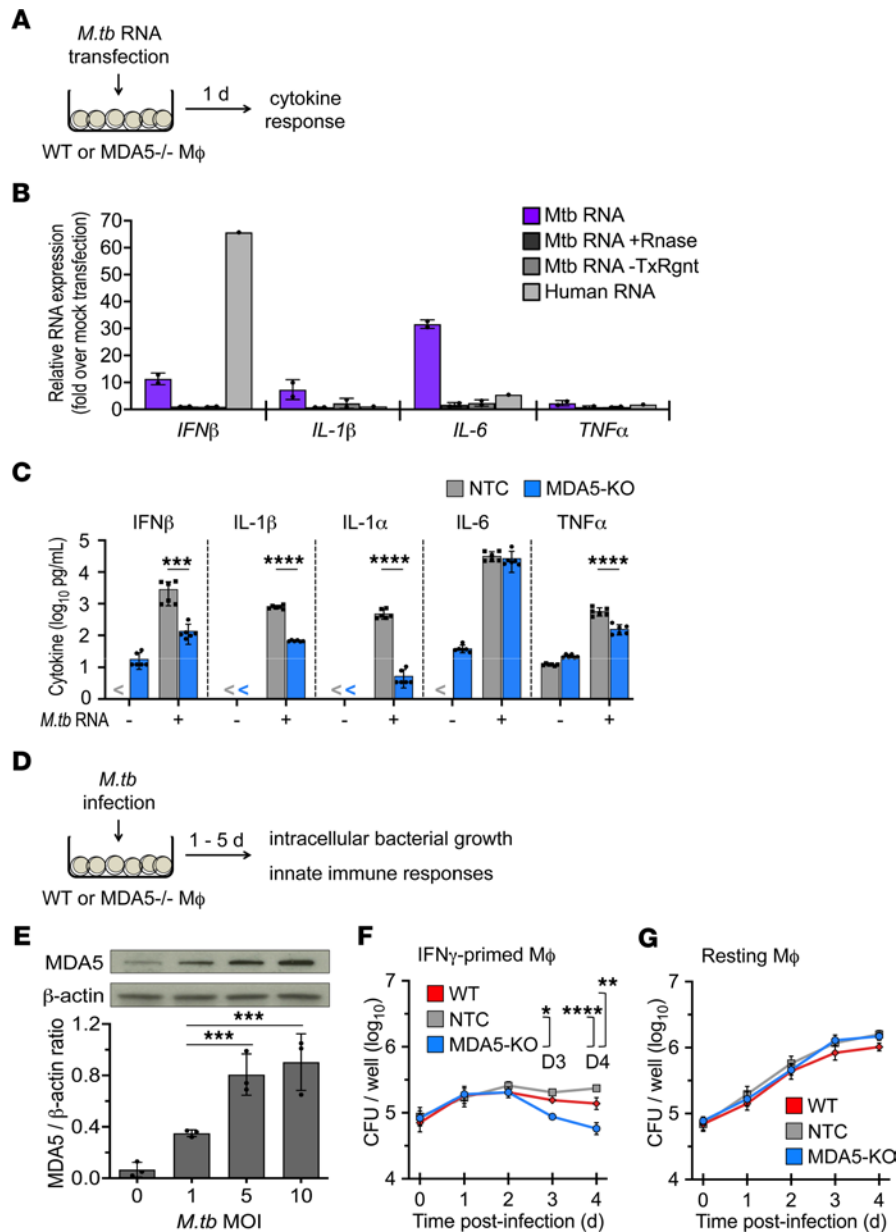 A
M.tb RNA
transfection
1 d
cytokine
response
WT or MDA5-/- Mϕ
B
Relative RNA expression
(fold over mock transfection)
70
60
50
40
30
20
10
0
Mtb RNA
Mtb RNA +Rnase
Mtb RNA -TxRgnt
Human RNA
IFNβ
IL-1β
IL-6
TNFα
C
NTC
MDA5-KO
IFNβ
IL-1β
IL-1α
IL-6
TNFα
Cytokine (log10 pg/mL)
5
4
3
2
1
0
***
****
****
****
<
< <
< <
<
M.tb RNA
- + - + - + - + - +
D
M.tb
infection
1 - 5 d
intracellular bacterial growth
innate immune responses
WT or MDA5-/- Mϕ
E
MDA5
β-actin
MDA5 / β-actin ratio
1.2
0.8
0.4
0.0
***
***
0 1 5 10
M.tb MOI
F
IFNγ-primed Mϕ
CFU / well (log10)
7
6
5
4
WT
NTC
MDA5-KO
**
* ****
D3 D4
0 1 2 3 4
Time post-infection (d)
G
Resting Mϕ
CFU / well (log10)
7
6
5
4
WT
NTC
MDA5-KO
0 1 2 3 4
Time post-infection (d)